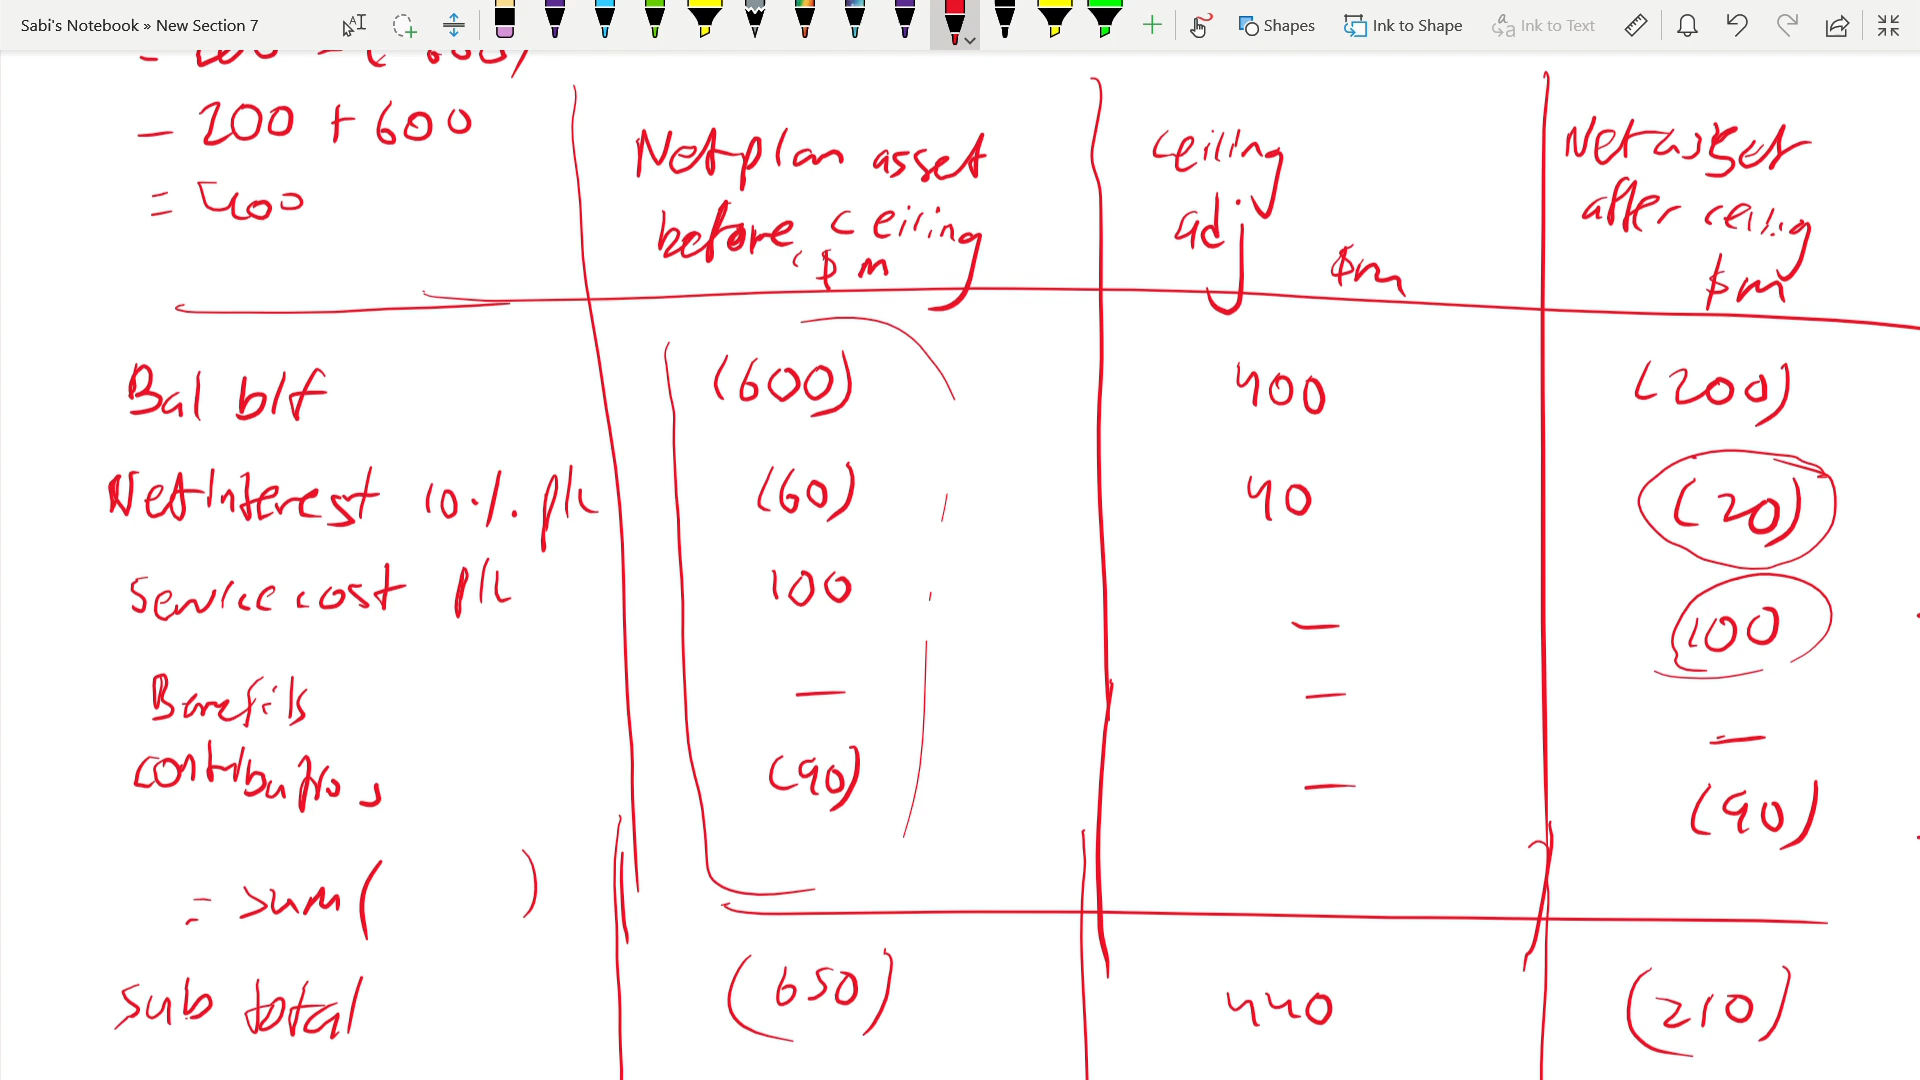 Sabi's Notebook » New Section 7
Shapes
Ink to Shape
Ink to Text
- 200 + 600
= 400
Net plan asset before ceiling $m
ceiling adj $m
Net asset after ceiling $m
Bal b/f (600) 400 (200)
Net Interest 10% p/l (60) 40 (20)
Service cost p/l 100 — 100
Benefits — — —
contributions (90) — (90)
= sum( )
Sub total (650) 440 (210)